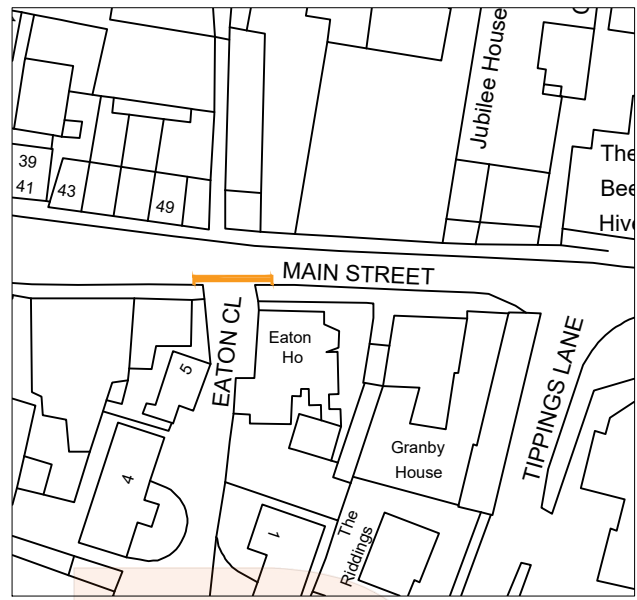 Jubilee House
39
41
43
49
The
Bee
Hive
MAIN STREET
EATON CL
Eaton
Ho
5
TIPPINGS LANE
Granby
House
4
1
The
Riddings